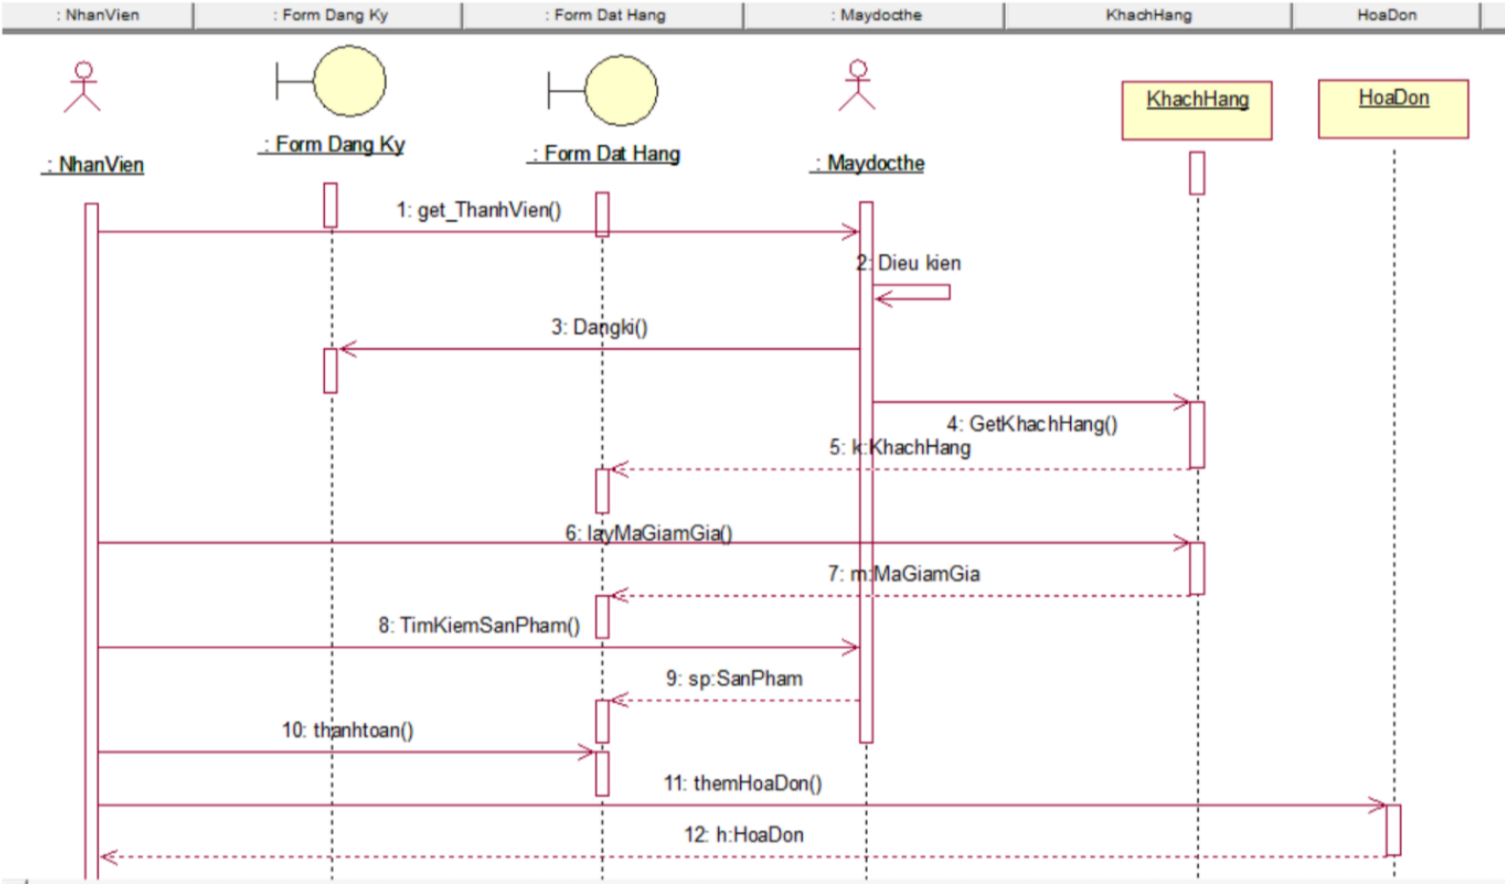 : NhanVien
: Form Dang Ky
: Form Dat Hang
: Maydocthe
KhachHang
HoaDon
: NhanVien
: Form Dang Ky
: Form Dat Hang
: Maydocthe
KhachHang
HoaDon
1: get_ThanhVien()
2: Dieu kien
3: Dangki()
4: GetKhachHang()
5: k:KhachHang
6: layMaGiamGia()
7: m:MaGiamGia
8: TimKiemSanPham()
9: sp:SanPham
10: thanhtoan()
11: themHoaDon()
12: h:HoaDon